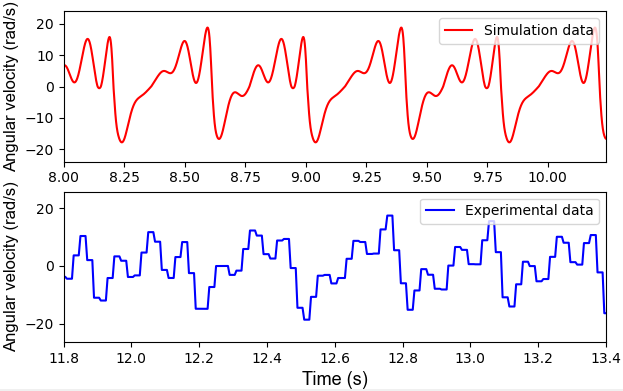 Angular velocity (rad/s)
20
10
0
−10
−20
Simulation data
8.00 8.25 8.50 8.75 9.00 9.25 9.50 9.75 10.00
Angular velocity (rad/s)
20
0
−20
Experimental data
11.8 12.0 12.2 12.4 12.6 12.8 13.0 13.2 13.4
Time (s)